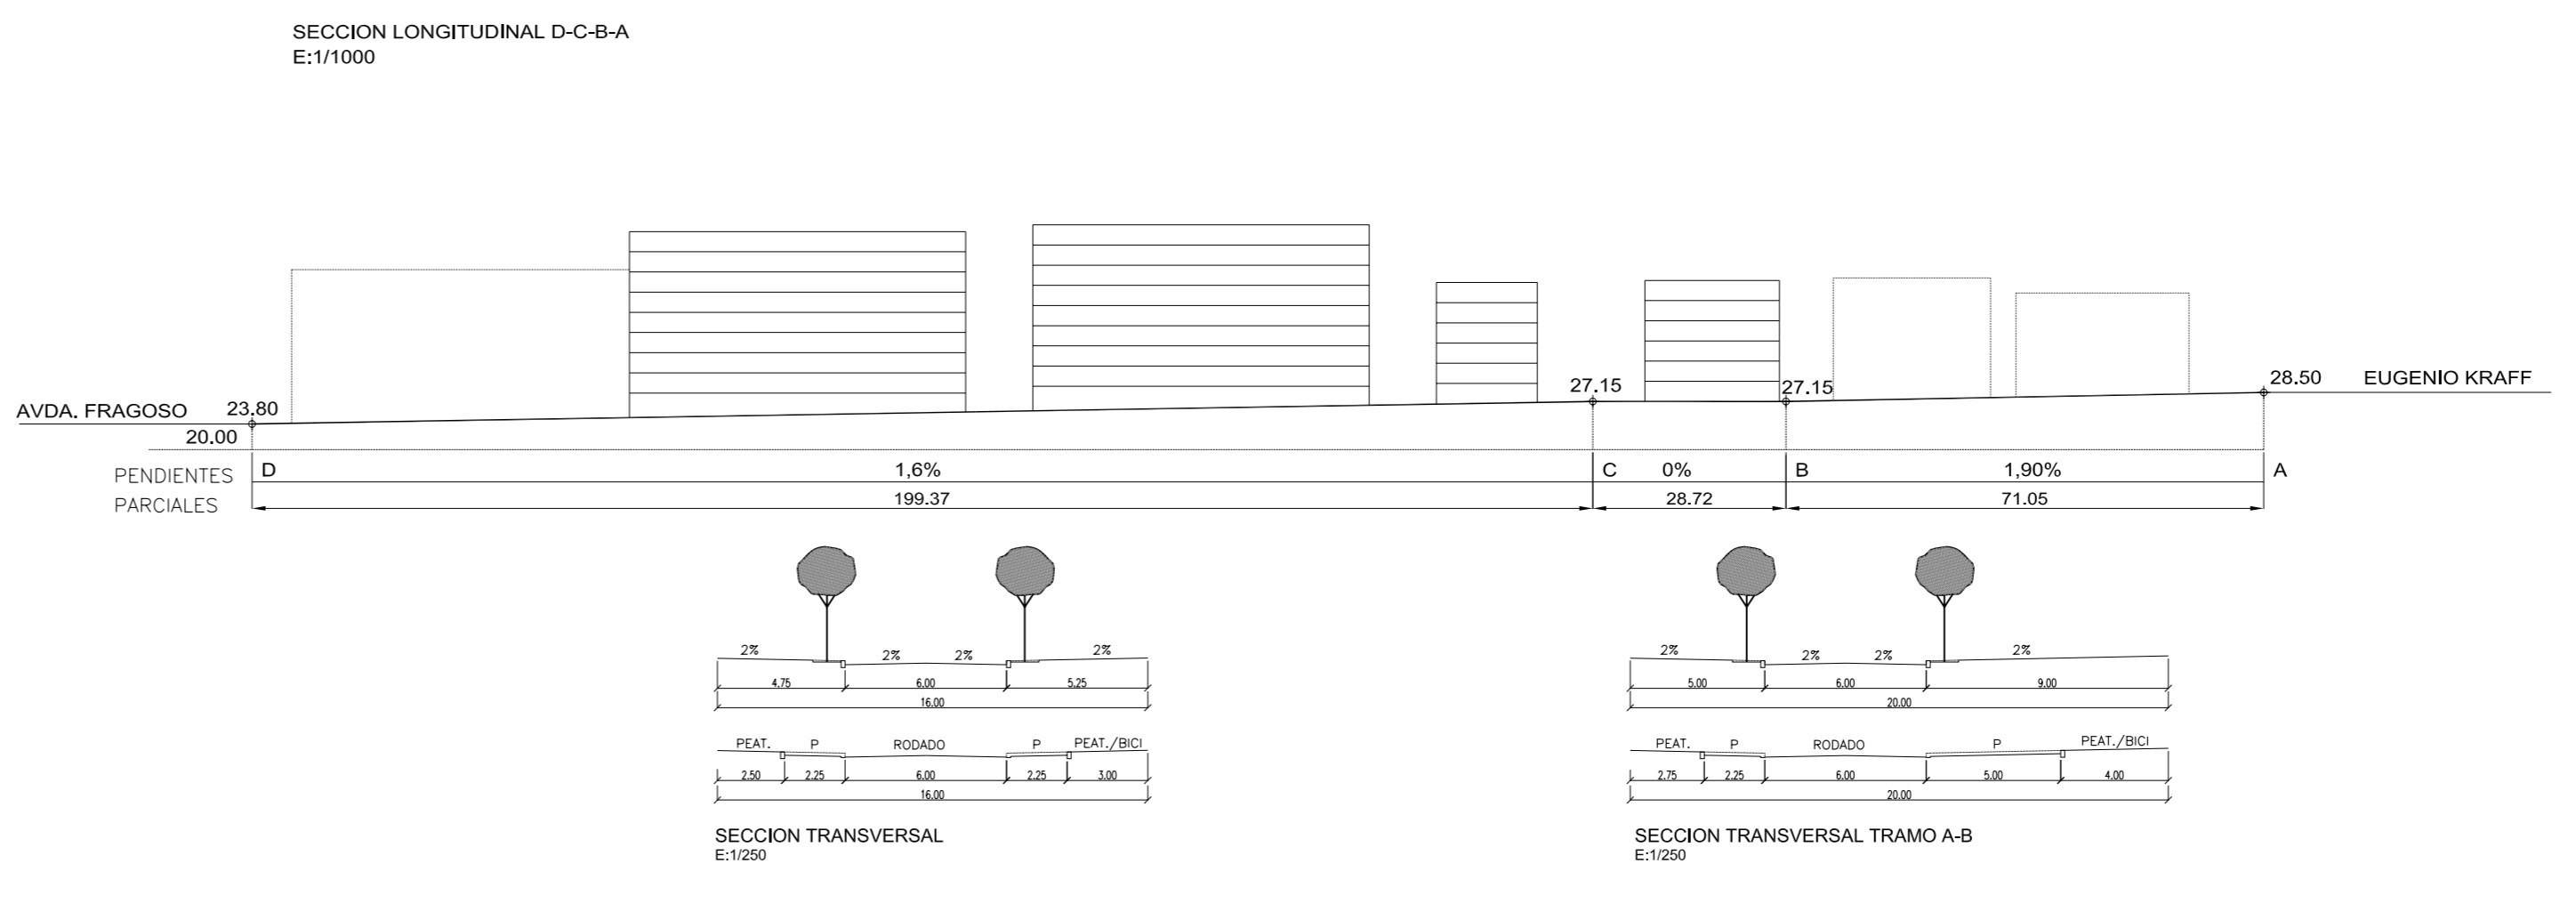 SECCION LONGITUDINAL D-C-B-A
E:1/1000
27.15
27.15
28.50
EUGENIO KRAFF
AVDA. FRAGOSO
23.80
20.00
PENDIENTES
D
1,6%
C
0%
B
1,90%
A
PARCIALES
199.37
28.72
71.05
2%
2%
2%
2%
4.75
6.00
5.25
16.00
PEAT.
P
RODADO
P
PEAT./BICI
2.50
2.25
6.00
2.25
3.00
16.00
SECCION TRANSVERSAL
E:1/250
2%
2%
2%
2%
5.00
6.00
9.00
20.00
PEAT.
P
RODADO
P
PEAT./BICI
2.75
2.25
6.00
5.00
4.00
20.00
SECCION TRANSVERSAL TRAMO A-B
E:1/250